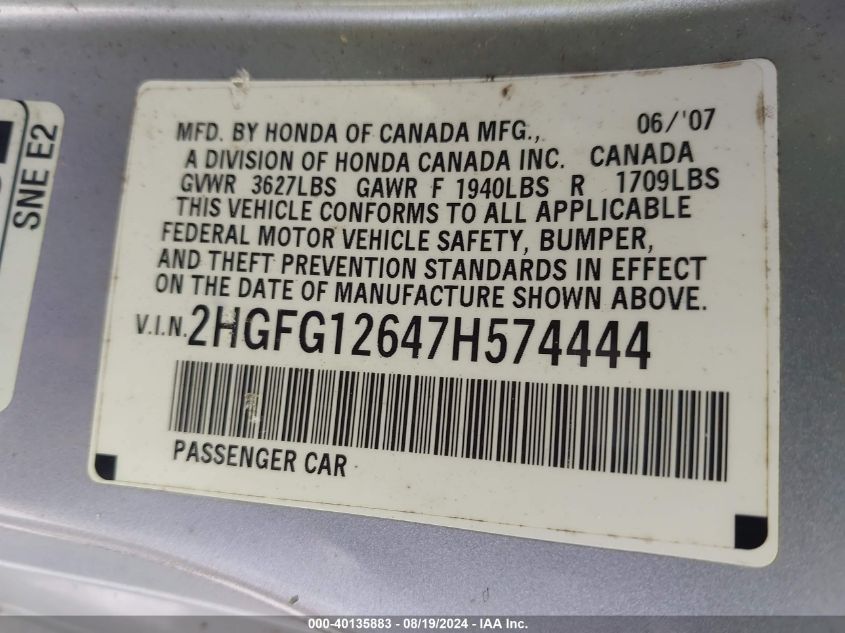 SNE E2
MFD. BY HONDA OF CANADA MFG., 06/'07
A DIVISION OF HONDA CANADA INC. CANADA
GVWR 3627LBS GAWR F 1940LBS R 1709LBS
THIS VEHICLE CONFORMS TO ALL APPLICABLE
FEDERAL MOTOR VEHICLE SAFETY, BUMPER,
AND THEFT PREVENTION STANDARDS IN EFFECT
ON THE DATE OF MANUFACTURE SHOWN ABOVE.
V.I.N. 2HGFG12647H574444
PASSENGER CAR
000-40135883 - 08/19/2024 - IAA Inc.